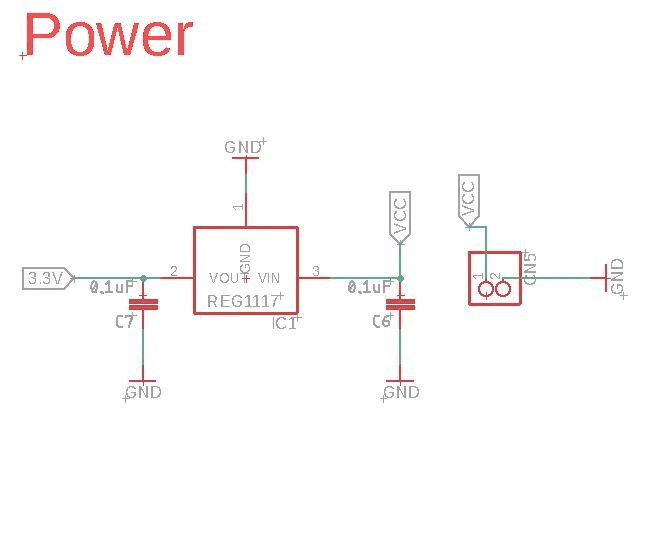 Power
GND
VCC
VCC
1
GND
3.3V
2
VOU
VIN
3
0.1uF
0.1uF
REG1117
IC1
C7
C6
1
2
CN5
GND
GND
GND